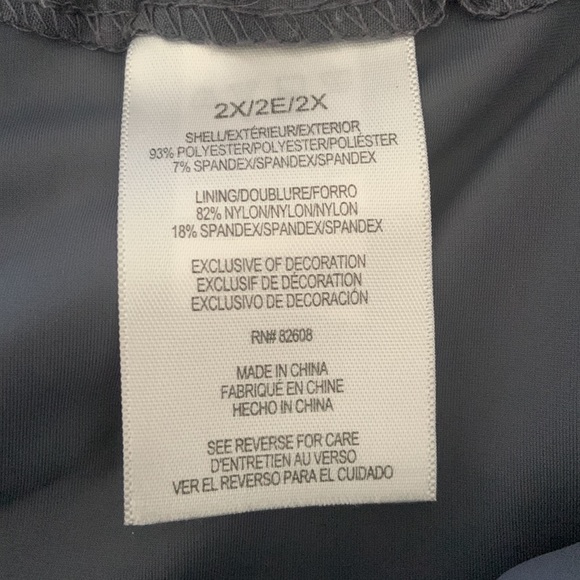 2X/2E/2X
SHELL/EXTÉRIEUR/EXTERIOR
93% POLYESTER/POLYESTER/POLIÉSTER
7% SPANDEX/SPANDEX/SPANDEX
LINING/DOUBLURE/FORRO
82% NYLON/NYLON/NYLON
18% SPANDEX/SPANDEX/SPANDEX
EXCLUSIVE OF DECORATION
EXCLUSIF DE DÉCORATION
EXCLUSIVO DE DECORACIÓN
RN# 82608
MADE IN CHINA
FABRIQUÉ EN CHINE
HECHO IN CHINA
SEE REVERSE FOR CARE
D'ENTRETIEN AU VERSO
VER EL REVERSO PARA EL CUIDADO